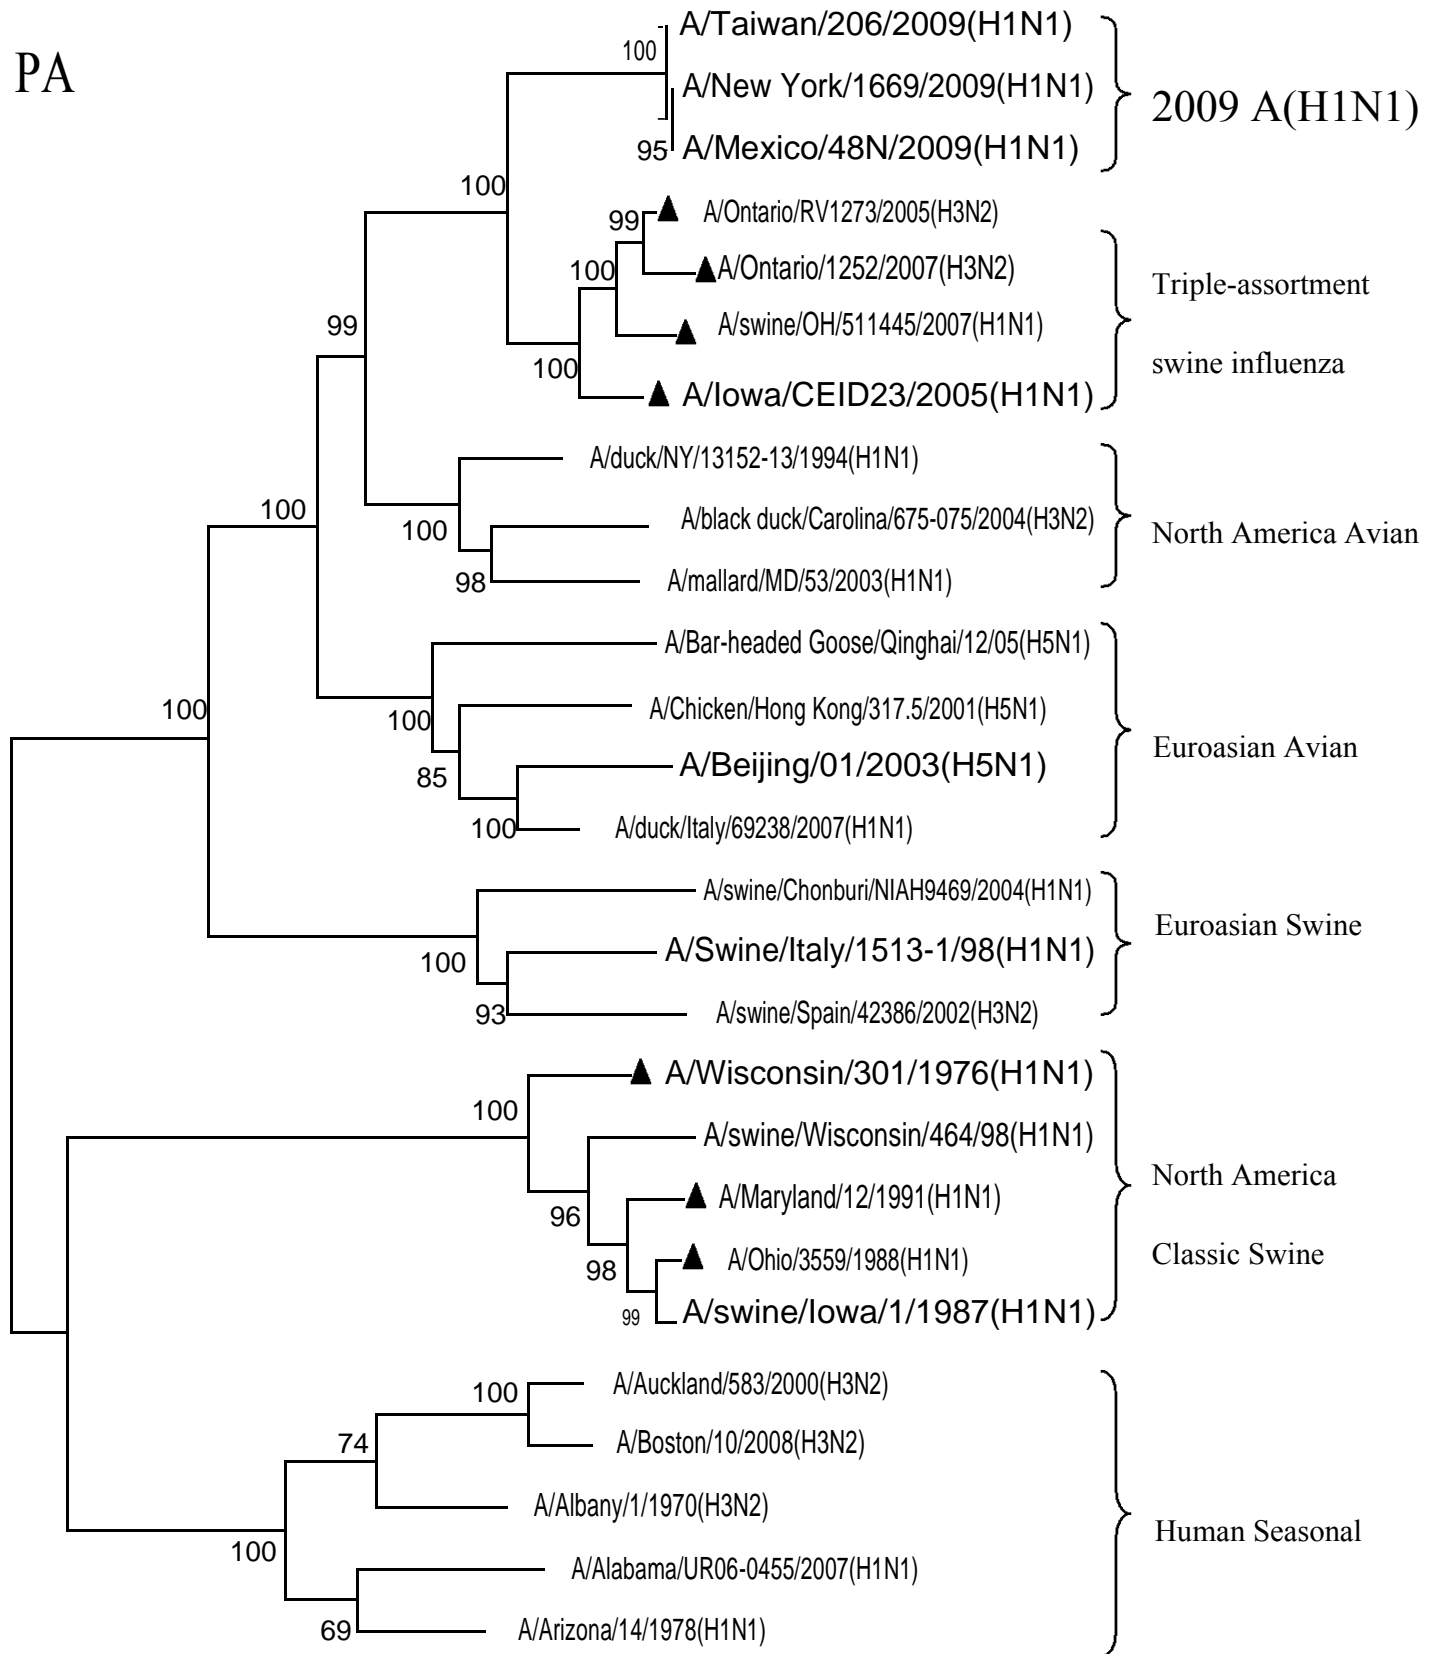 PA
100
A/Taiwan/206/2009(H1N1)
A/New York/1669/2009(H1N1)
95
A/Mexico/48N/2009(H1N1)
2009 A(H1N1)
100
99
A/Ontario/RV1273/2005(H3N2)
100
A/Ontario/1252/2007(H3N2)
A/swine/OH/511445/2007(H1N1)
100
A/Iowa/CEID23/2005(H1N1)
Triple-assortment
swine influenza
99
A/duck/NY/13152-13/1994(H1N1)
100
A/black duck/Carolina/675-075/2004(H3N2)
98
A/mallard/MD/53/2003(H1N1)
North America Avian
100
A/Bar-headed Goose/Qinghai/12/05(H5N1)
100
A/Chicken/Hong Kong/317.5/2001(H5N1)
85
A/Beijing/01/2003(H5N1)
100
A/duck/Italy/69238/2007(H1N1)
Euroasian Avian
100
A/swine/Chonburi/NIAH9469/2004(H1N1)
100
A/Swine/Italy/1513-1/98(H1N1)
93
A/swine/Spain/42386/2002(H3N2)
Euroasian Swine
A/Wisconsin/301/1976(H1N1)
100
A/swine/Wisconsin/464/98(H1N1)
96
A/Maryland/12/1991(H1N1)
98
A/Ohio/3559/1988(H1N1)
99
A/swine/Iowa/1/1987(H1N1)
North America
Classic Swine
100
A/Auckland/583/2000(H3N2)
74
A/Boston/10/2008(H3N2)
A/Albany/1/1970(H3N2)
100
A/Alabama/UR06-0455/2007(H1N1)
69
A/Arizona/14/1978(H1N1)
Human Seasonal